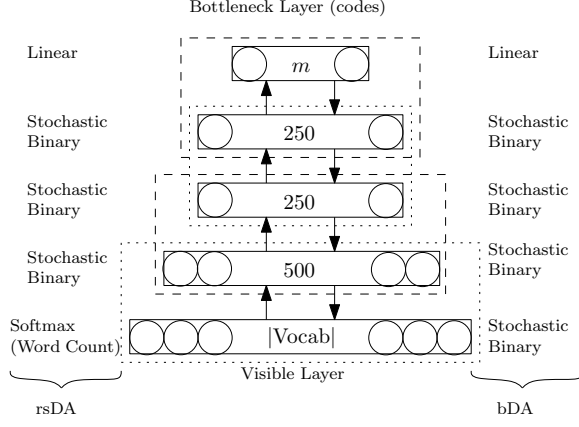 Bottleneck Layer (codes)
Linear
m
Linear
Stochastic
Binary
250
Stochastic
Binary
Stochastic
Binary
250
Stochastic
Binary
Stochastic
Binary
500
Stochastic
Binary
Softmax
(Word Count)
|Vocab|
Stochastic
Binary
Visible Layer
rsDA
bDA